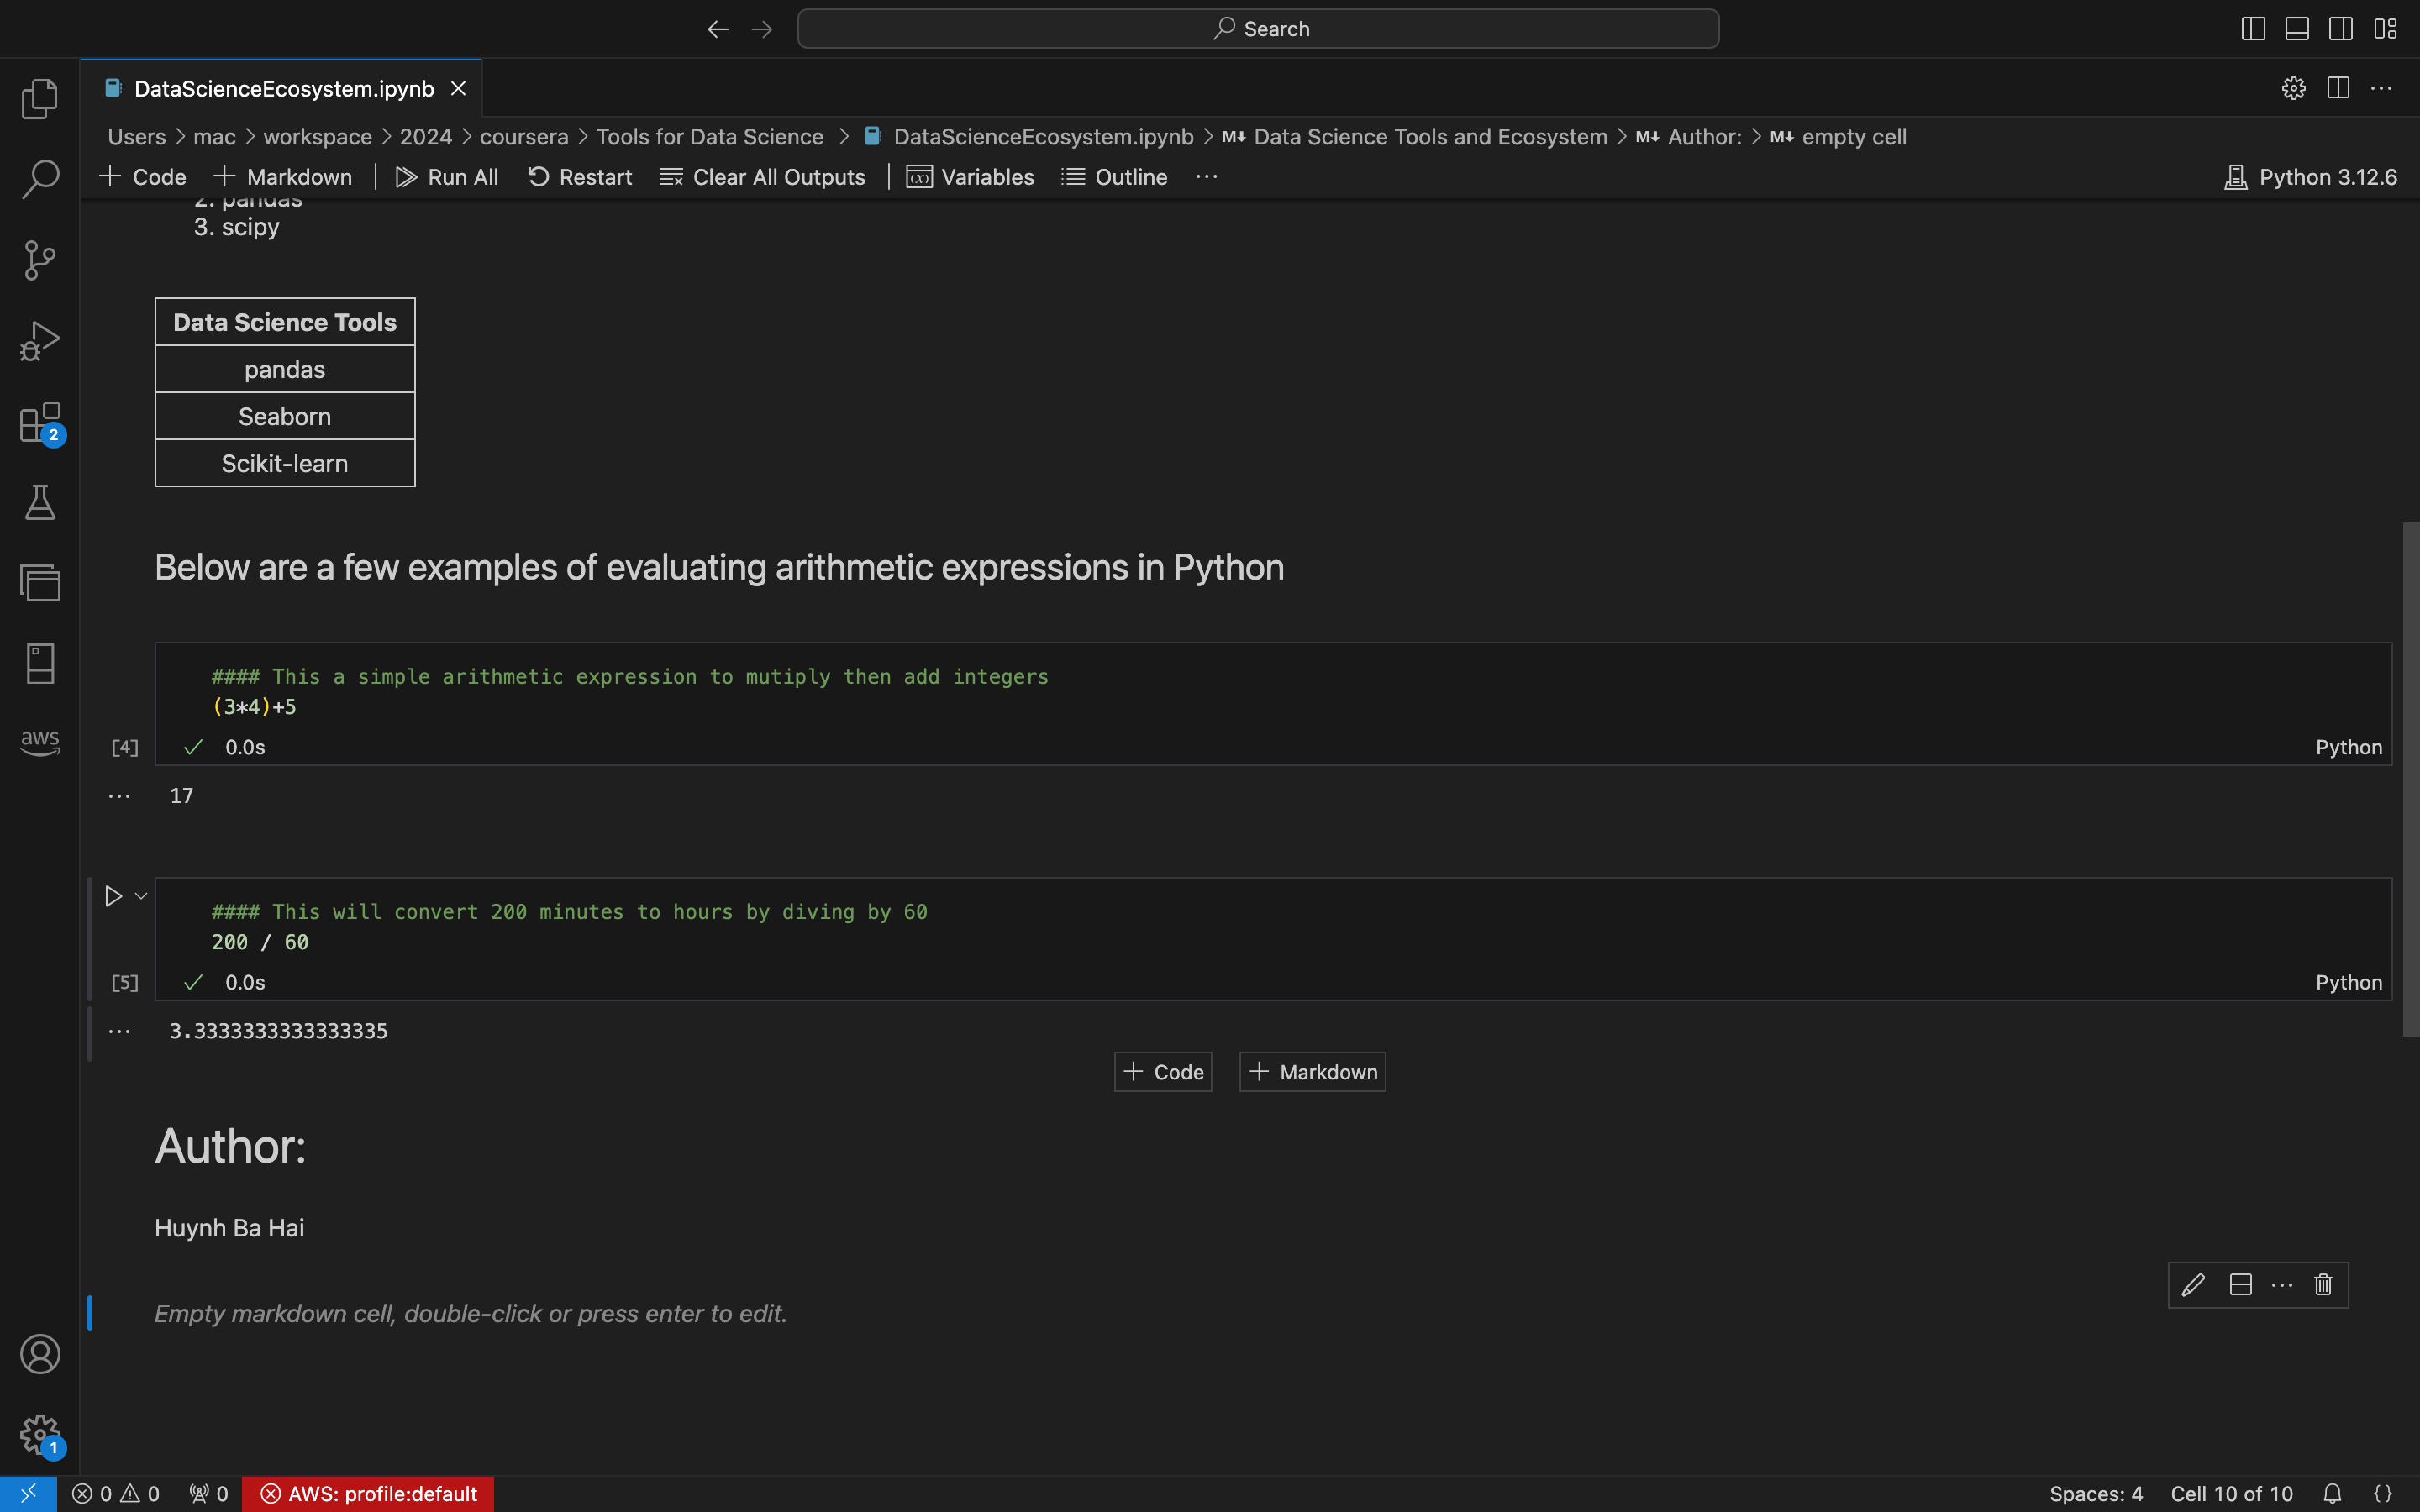 Search
DataScienceEcosystem.ipynb
Users > mac > workspace > 2024 > coursera > Tools for Data Science > DataScienceEcosystem.ipynb > M↓ Data Science Tools and Ecosystem > M↓ Author: > M↓ empty cell
+ Code + Markdown | Run All Restart Clear All Outputs | Variables Outline ··· Python 3.12.6
2. pandas
3. scipy
Data Science Tools
pandas
Seaborn
Scikit-learn
Below are a few examples of evaluating arithmetic expressions in Python
#### This a simple arithmetic expression to mutiply then add integers
(3*4)+5
[4] ✓ 0.0s Python
··· 17
#### This will convert 200 minutes to hours by diving by 60
200 / 60
[5] ✓ 0.0s Python
··· 3.3333333333333335
+ Code + Markdown
Author:
Huynh Ba Hai
Empty markdown cell, double-click or press enter to edit.
2
aws
1
0 0 0 AWS: profile:default Spaces: 4 Cell 10 of 10 {}